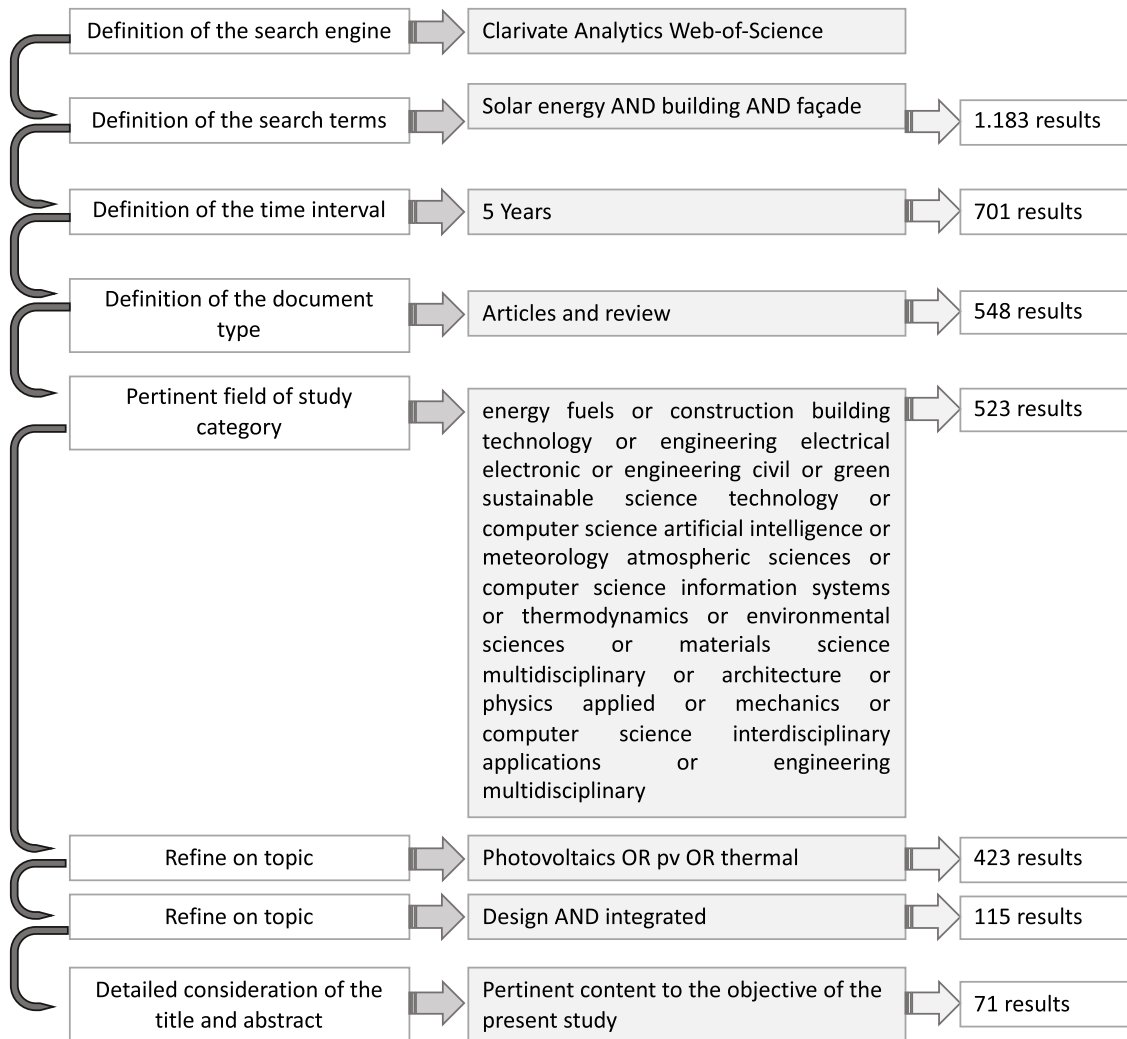 Definition of the search engine
Clarivate Analytics Web-of-Science
Definition of the search terms
Solar energy AND building AND façade
1.183 results
Definition of the time interval
5 Years
701 results
Definition of the document
type
Articles and review
548 results
Pertinent field of study
category
energy fuels or construction building
technology or engineering electrical
electronic or engineering civil or green
sustainable science technology or
computer science artificial intelligence or
meteorology atmospheric sciences or
computer science information systems
or thermodynamics or environmental
sciences or materials science
multidisciplinary or architecture or
physics applied or mechanics or
computer science interdisciplinary
applications or engineering
multidisciplinary
523 results
Refine on topic
Photovoltaics OR pv OR thermal
423 results
Refine on topic
Design AND integrated
115 results
Detailed consideration of the
title and abstract
Pertinent content to the objective of the
present study
71 results